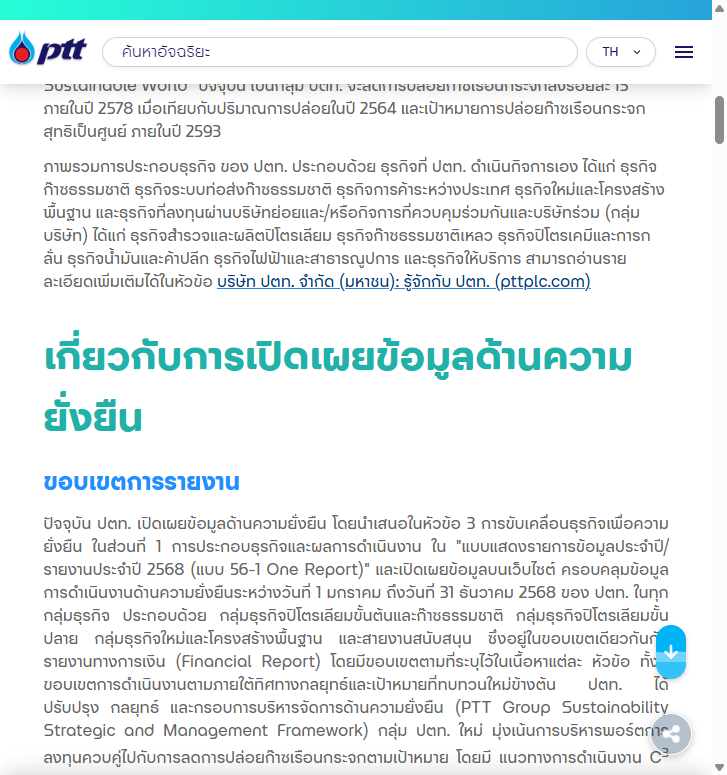 ptt
ค้นหาอัจฉริยะ
TH
Sustainable World" ปัจจุบัน เป็นกลุ่ม ปตท. จะลดการปล่อยก๊าซเรือนกระจกลงร้อยละ 15
ภายในปี 2578 เมื่อเทียบกับปริมาณการปล่อยในปี 2564 และเป้าหมายการปล่อยก๊าซเรือนกระจก
สุทธิเป็นศูนย์ ภายในปี 2593
ภาพรวมการประกอบธุรกิจ ของ ปตท. ประกอบด้วย ธุรกิจที่ ปตท. ดำเนินกิจการเอง ได้แก่ ธุรกิจ
ก๊าซธรรมชาติ ธุรกิจระบบท่อส่งก๊าซธรรมชาติ ธุรกิจการค้าระหว่างประเทศ ธุรกิจใหม่และโครงสร้าง
พื้นฐาน และธุรกิจที่ลงทุนผ่านบริษัทย่อยและ/หรือกิจการที่ควบคุมร่วมกันและบริษัทร่วม (กลุ่ม
บริษัท) ได้แก่ ธุรกิจสำรวจและผลิตปิโตรเลียม ธุรกิจก๊าซธรรมชาติเหลว ธุรกิจปิโตรเคมีและการก
ลั่น ธุรกิจน้ำมันและค้าปลีก ธุรกิจไฟฟ้าและสาธารณูปการ และธุรกิจให้บริการ สามารถอ่านราย
ละเอียดเพิ่มเติมได้ในหัวข้อ บริษัท ปตท. จำกัด (มหาชน): รู้จักกับ ปตท. (pttplc.com)
เกี่ยวกับการเปิดเผยข้อมูลด้านความ
ยั่งยืน
ขอบเขตการรายงาน
ปัจจุบัน ปตท. เปิดเผยข้อมูลด้านความยั่งยืน โดยนำเสนอในหัวข้อ 3 การขับเคลื่อนธุรกิจเพื่อความ
ยั่งยืน ในส่วนที่ 1 การประกอบธุรกิจและผลการดำเนินงาน ใน "แบบแสดงรายการข้อมูลประจำปี/
รายงานประจำปี 2568 (แบบ 56-1 One Report)" และเปิดเผยข้อมูลบนเว็บไซต์ ครอบคลุมข้อมูล
การดำเนินงานด้านความยั่งยืนระหว่างวันที่ 1 มกราคม ถึงวันที่ 31 ธันวาคม 2568 ของ ปตท. ในทุก
กลุ่มธุรกิจ ประกอบด้วย กลุ่มธุรกิจปิโตรเลียมขั้นต้นและก๊าซธรรมชาติ กลุ่มธุรกิจปิโตรเลียมขั้น
ปลาย กลุ่มธุรกิจใหม่และโครงสร้างพื้นฐาน และสายงานสนับสนุน ซึ่งอยู่ในขอบเขตเดียวกันกับ
รายงานทางการเงิน (Financial Report) โดยมีขอบเขตตามที่ระบุไว้ในเนื้อหาแต่ละ หัวข้อ ทั้งนี้
ขอบเขตการดำเนินงานตามภายใต้ทิศทางกลยุทธ์และเป้าหมายที่ทบทวนใหม่ข้างต้น ปตท. ได้
ปรับปรุง กลยุทธ์ และกรอบการบริหารจัดการด้านความยั่งยืน (PTT Group Sustainability
Strategic and Management Framework) กลุ่ม ปตท. ใหม่ มุ่งเน้นการบริหารพอร์ตการ
ลงทุนควบคู่ไปกับการลดการปล่อยก๊าซเรือนกระจกตามเป้าหมาย โดยมี แนวทางการดำเนินงาน C3